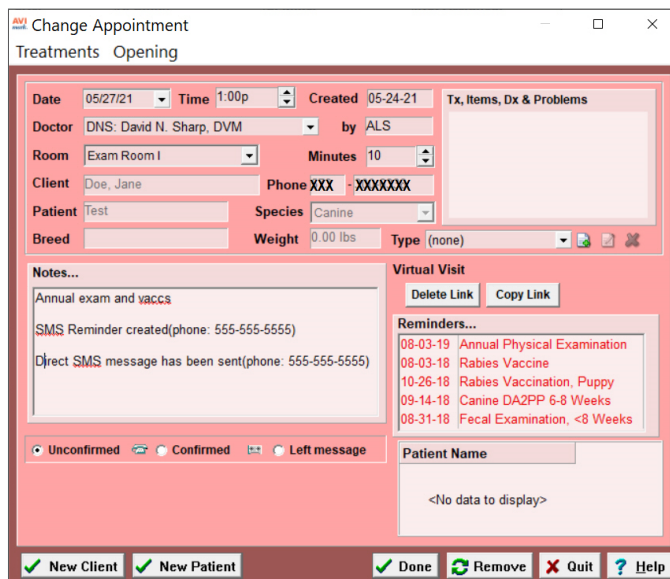 AVI
Change Appointment
Treatments Opening
Date 05/27/21 Time 1:00p Created 05-24-21
Doctor DNS: David N. Sharp, DVM by ALS
Room Exam Room I Minutes 10
Client Doe, Jane Phone XXX - XXXXXXX
Patient Test Species Canine
Breed Weight 0.00 lbs Type (none)
Tx, Items, Dx & Problems
Notes...
Annual exam and vaccs
SMS Reminder created(phone: 555-555-5555)
Direct SMS message has been sent(phone: 555-555-5555)
Virtual Visit
Delete Link Copy Link
Reminders...
08-03-19 Annual Physical Examination
08-03-18 Rabies Vaccine
10-26-18 Rabies Vaccination, Puppy
09-14-18 Canine DA2PP 6-8 Weeks
08-31-18 Fecal Examination, <8 Weeks
Unconfirmed Confirmed Left message
Patient Name
<No data to display>
New Client New Patient Done Remove Quit ? Help